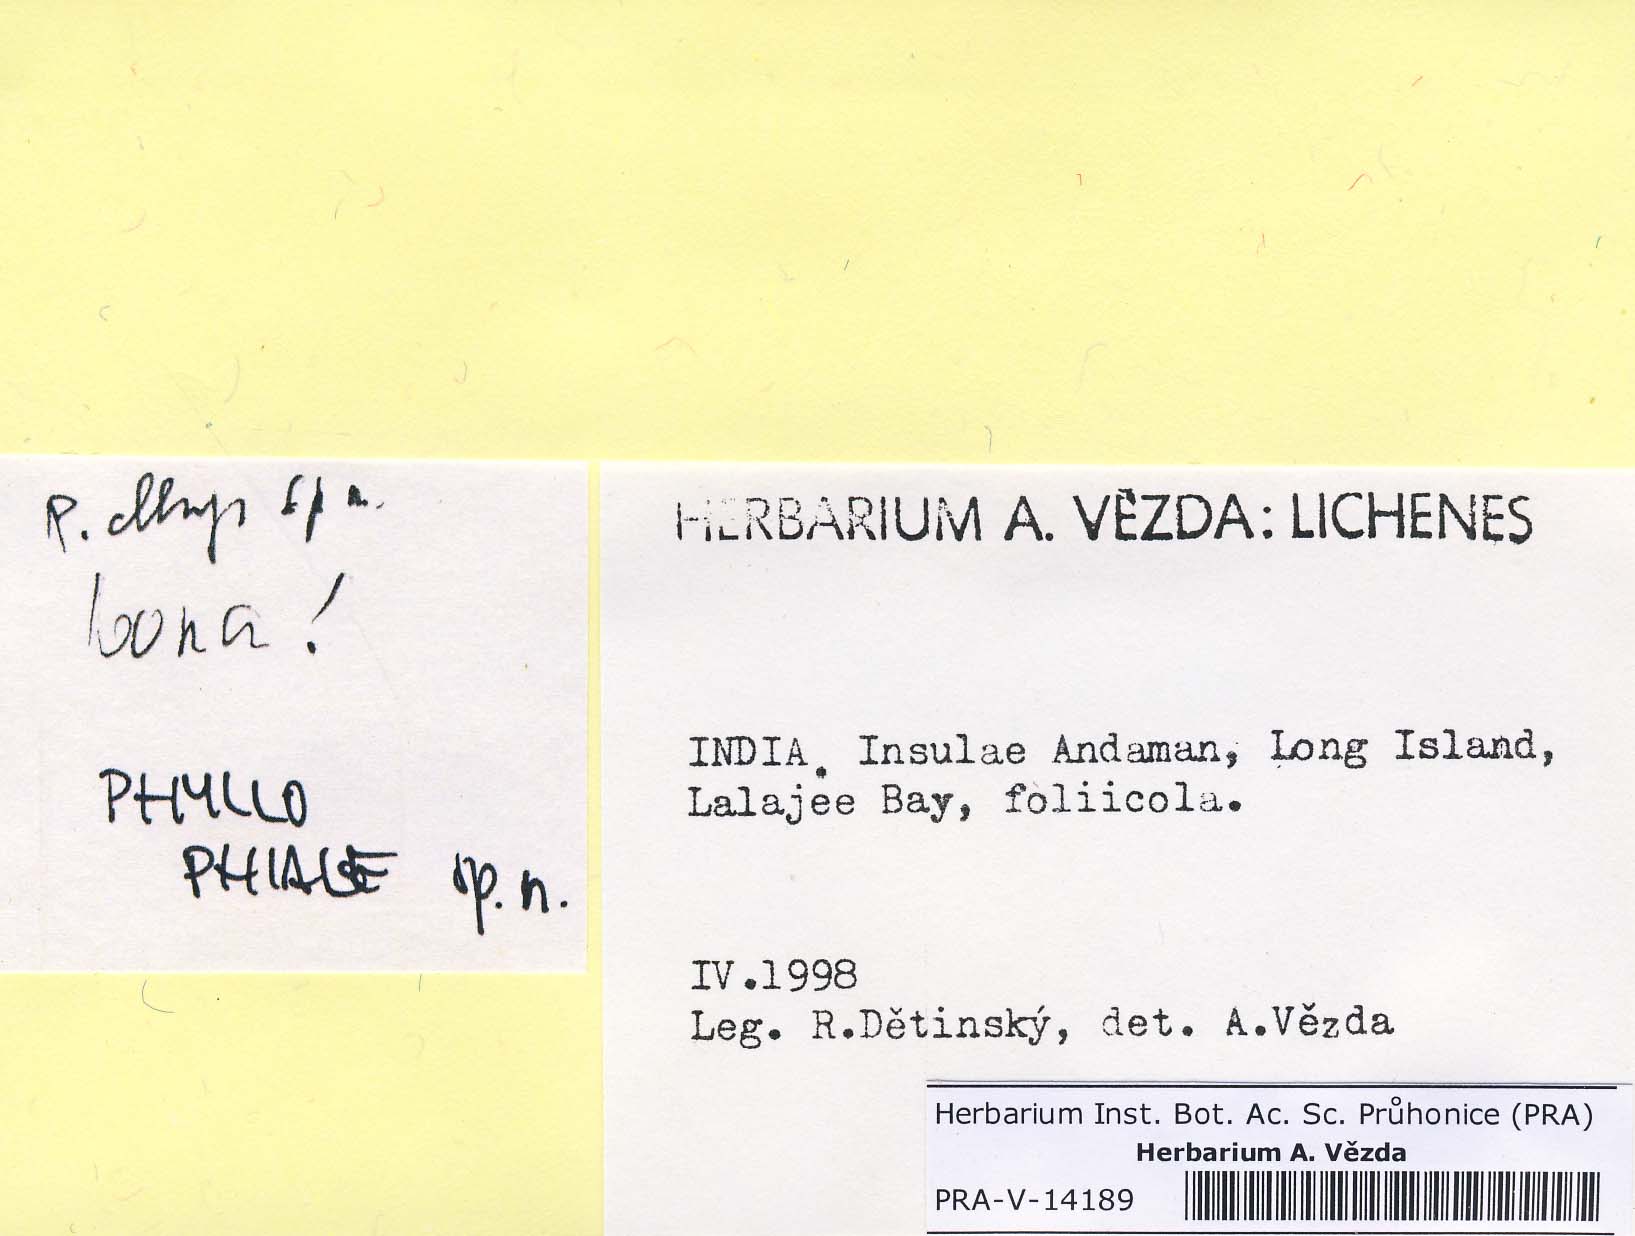 R. sp n.
bona!
PHYLLO
PHIALE sp. n.
HERBARIUM A. VĚZDA: LICHENES
INDIA. Insulae Andaman, Long Island,
Lalajee Bay, foliicola.
IV.1998
Leg. R.Dětinský, det. A.Vězda
Herbarium Inst. Bot. Ac. Sc. Průhonice (PRA)
Herbarium A. Vězda
PRA-V-14189